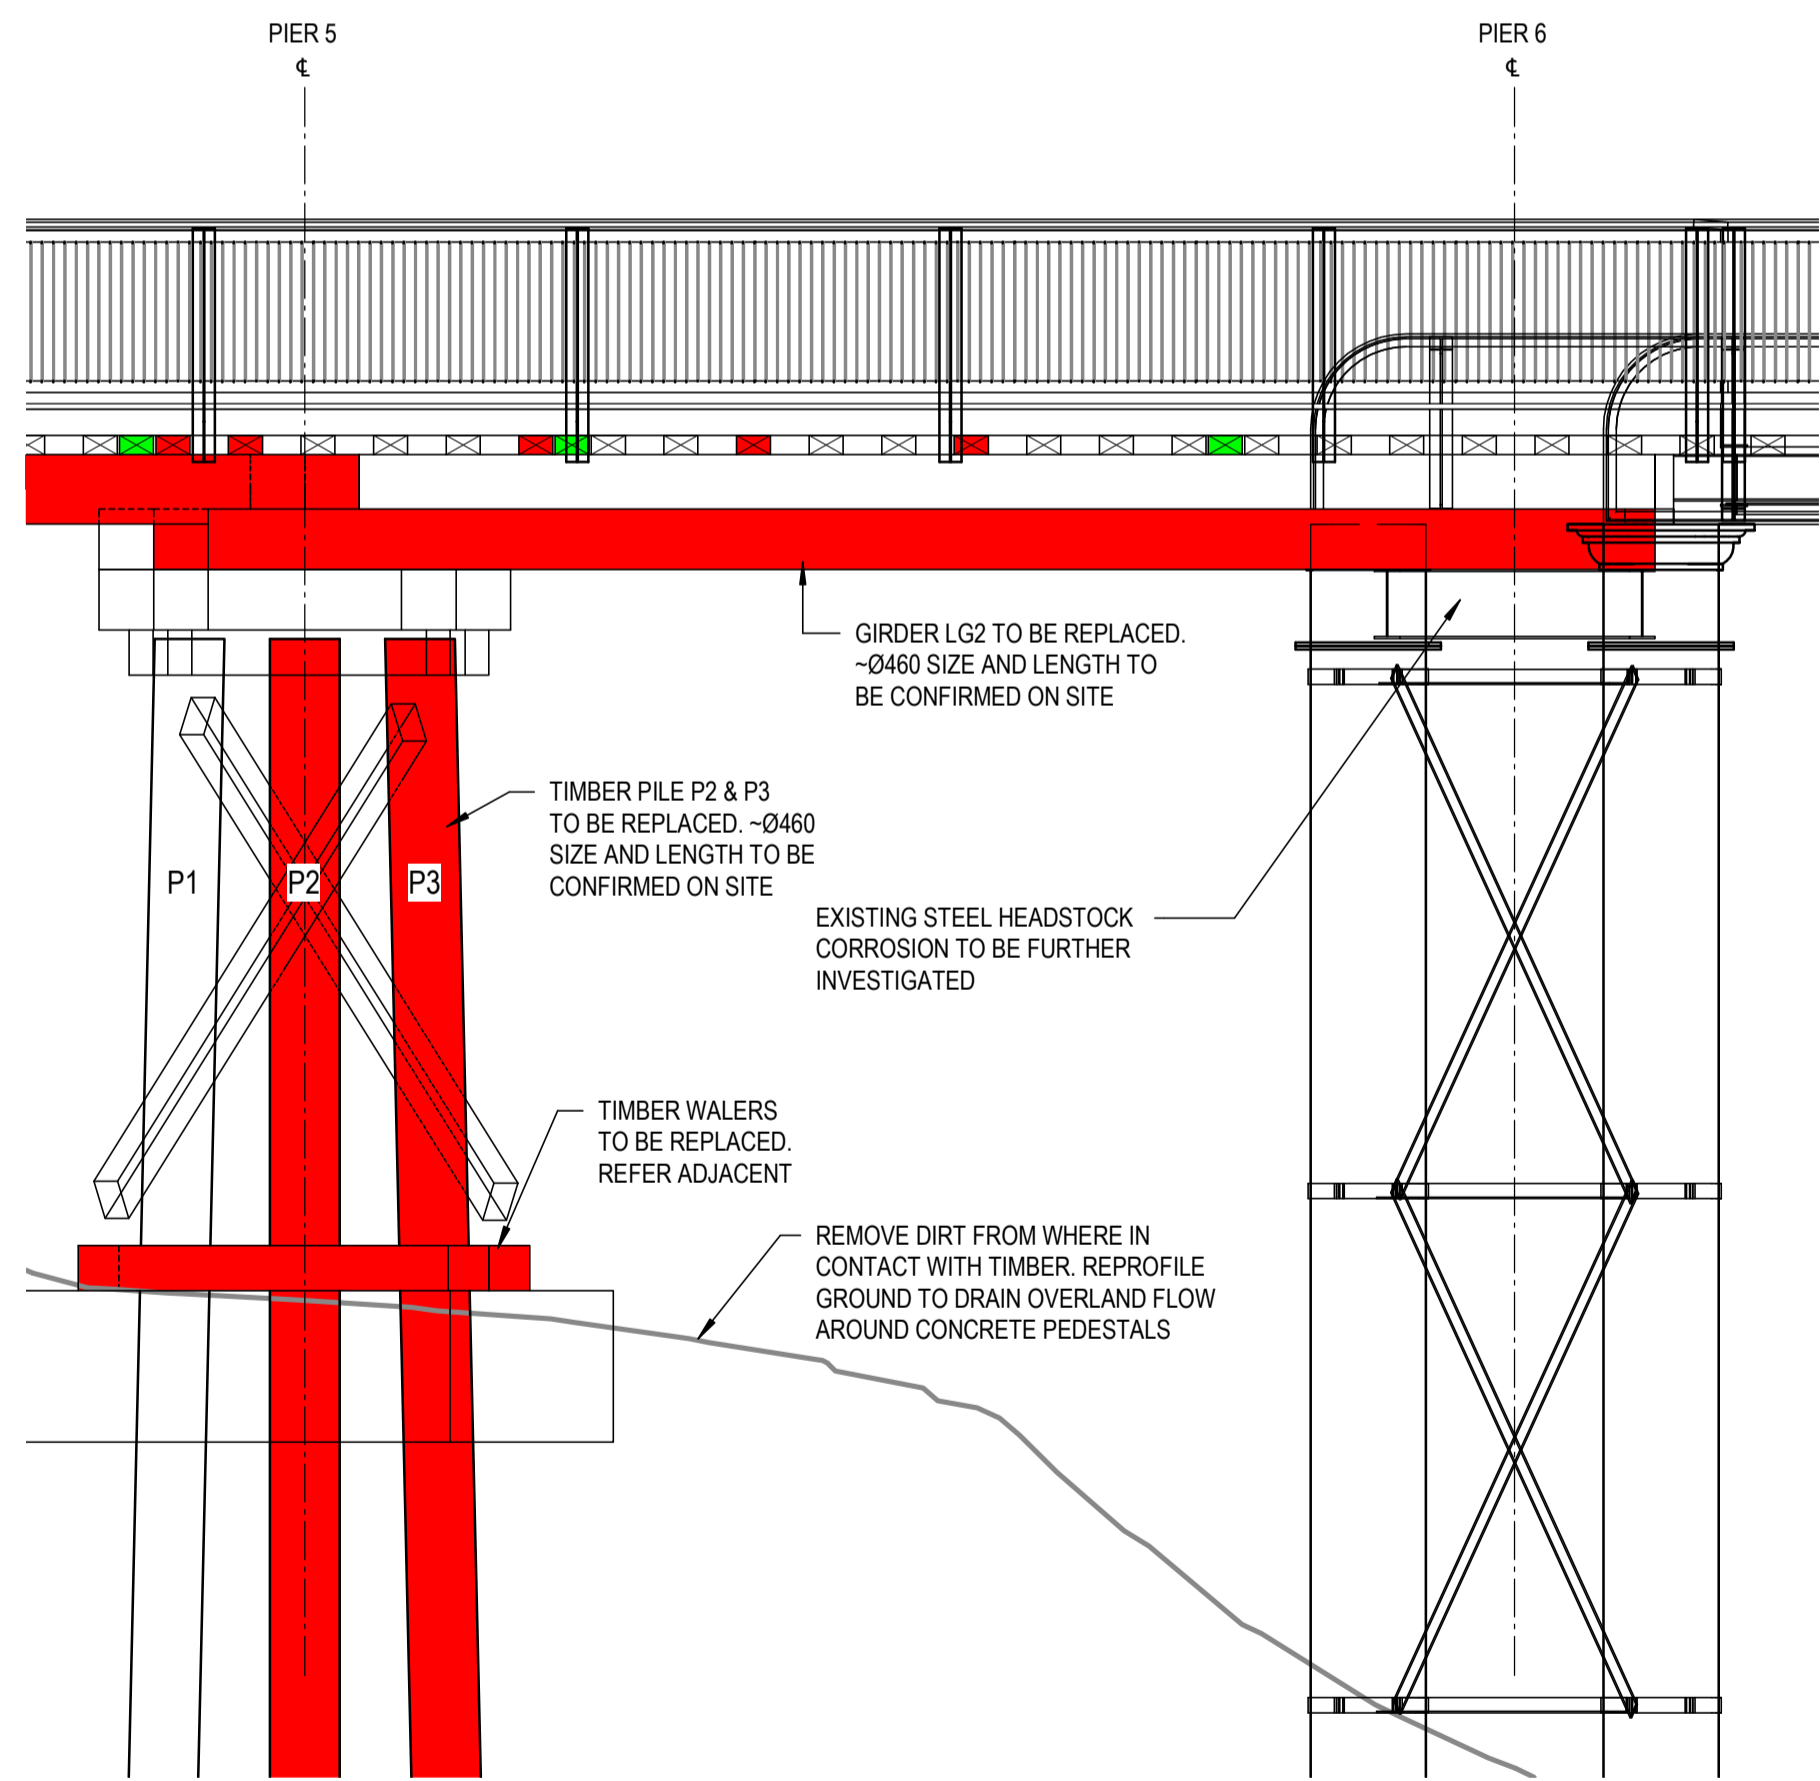 PIER 5
℄
PIER 6
℄
GIRDER LG2 TO BE REPLACED.
~Ø460 SIZE AND LENGTH TO
BE CONFIRMED ON SITE
TIMBER PILE P2 & P3
TO BE REPLACED. ~Ø460
SIZE AND LENGTH TO BE
CONFIRMED ON SITE
P1
P2
P3
EXISTING STEEL HEADSTOCK
CORROSION TO BE FURTHER
INVESTIGATED
TIMBER WALERS
TO BE REPLACED.
REFER ADJACENT
REMOVE DIRT FROM WHERE IN
CONTACT WITH TIMBER. REPROFILE
GROUND TO DRAIN OVERLAND FLOW
AROUND CONCRETE PEDESTALS